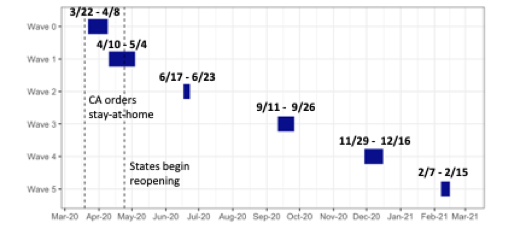 3/22 - 4/8
Wave 0
4/10 - 5/4
Wave 1
6/17 - 6/23
Wave 2
CA orders
stay-at-home
9/11 - 9/26
Wave 3
11/29 - 12/16
Wave 4
States begin
reopening
2/7 - 2/15
Wave 5
Mar-20 Apr-20 May-20 Jun-20 Jul-20 Aug-20 Sep-20 Oct-20 Nov-20 Dec-20 Jan-21 Feb-21 Mar-21